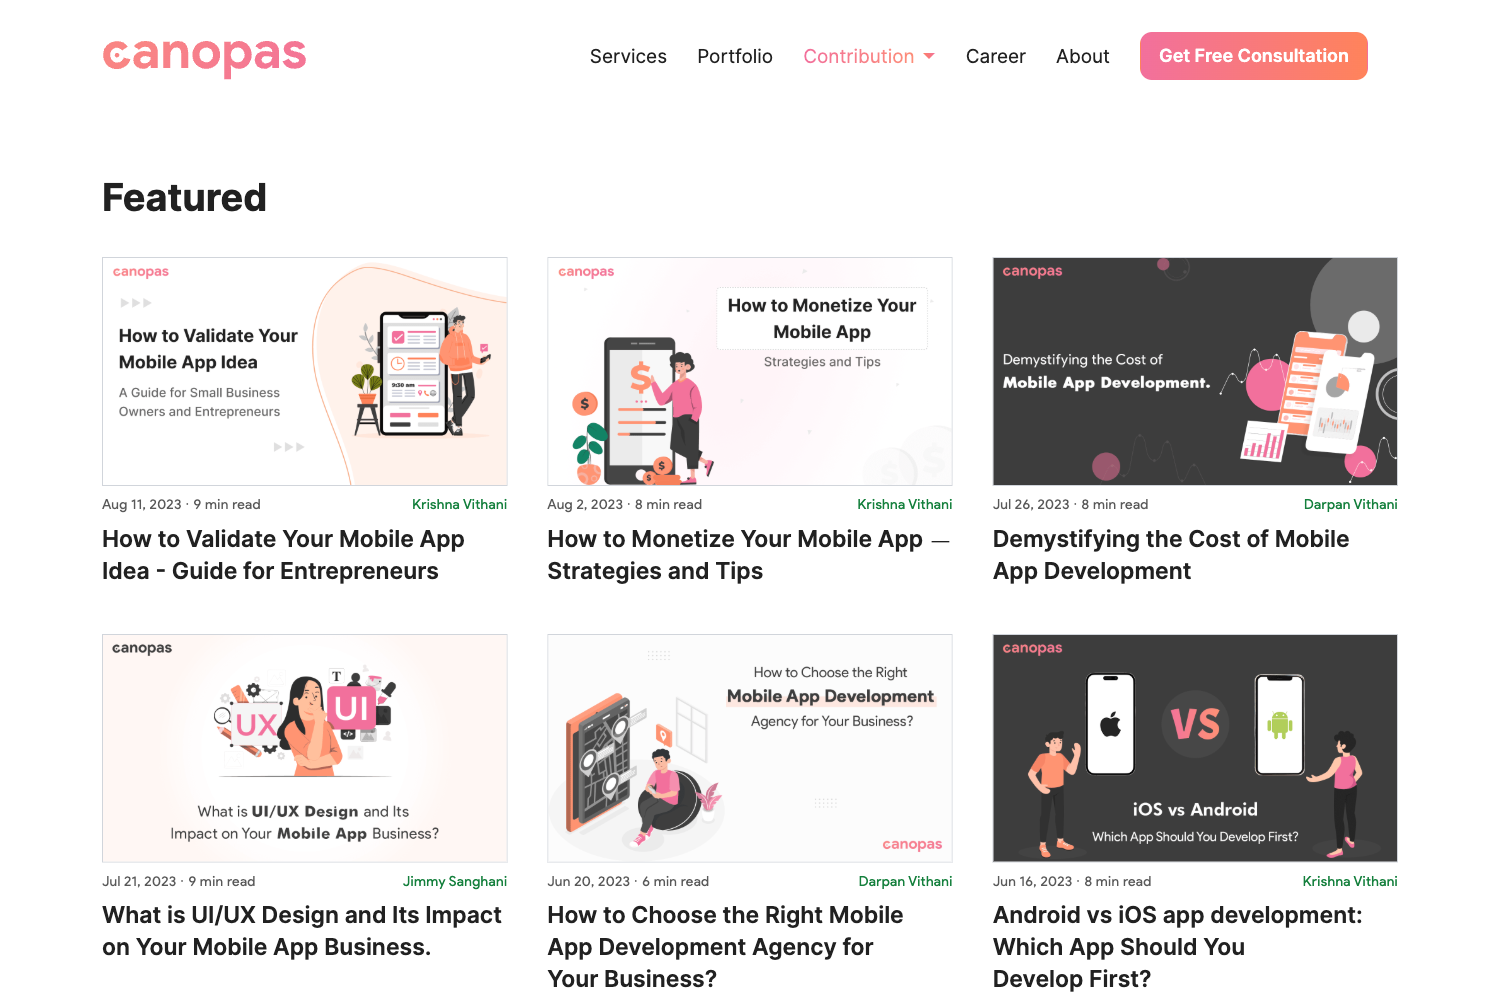 canopas
Services
Portfolio
Contribution
Career
About
Get Free Consultation
Featured
canopas
How to Validate Your
Mobile App Idea
A Guide for Small Business
Owners and Entrepreneurs
9:30 am
Aug 11, 2023 · 9 min read
Krishna Vithani
How to Validate Your Mobile App
Idea - Guide for Entrepreneurs
canopas
How to Monetize Your
Mobile App
Strategies and Tips
$
$
$
$
$
$
Aug 2, 2023 · 8 min read
Krishna Vithani
How to Monetize Your Mobile App —
Strategies and Tips
canopas
Demystifying the Cost of
Mobile App Development.
Jul 26, 2023 · 8 min read
Darpan Vithani
Demystifying the Cost of Mobile
App Development
canopas
T
UX
UI
</>
What is UI/UX Design and Its
Impact on Your Mobile App Business?
Jul 21, 2023 · 9 min read
Jimmy Sanghani
What is UI/UX Design and Its Impact
on Your Mobile App Business.
How to Choose the Right
Mobile App Development
Agency for Your Business?
canopas
Jun 20, 2023 · 6 min read
Darpan Vithani
How to Choose the Right Mobile
App Development Agency for
Your Business?
canopas
VS
iOS vs Android
Which App Should You Develop First?
Jun 16, 2023 · 8 min read
Krishna Vithani
Android vs iOS app development:
Which App Should You
Develop First?